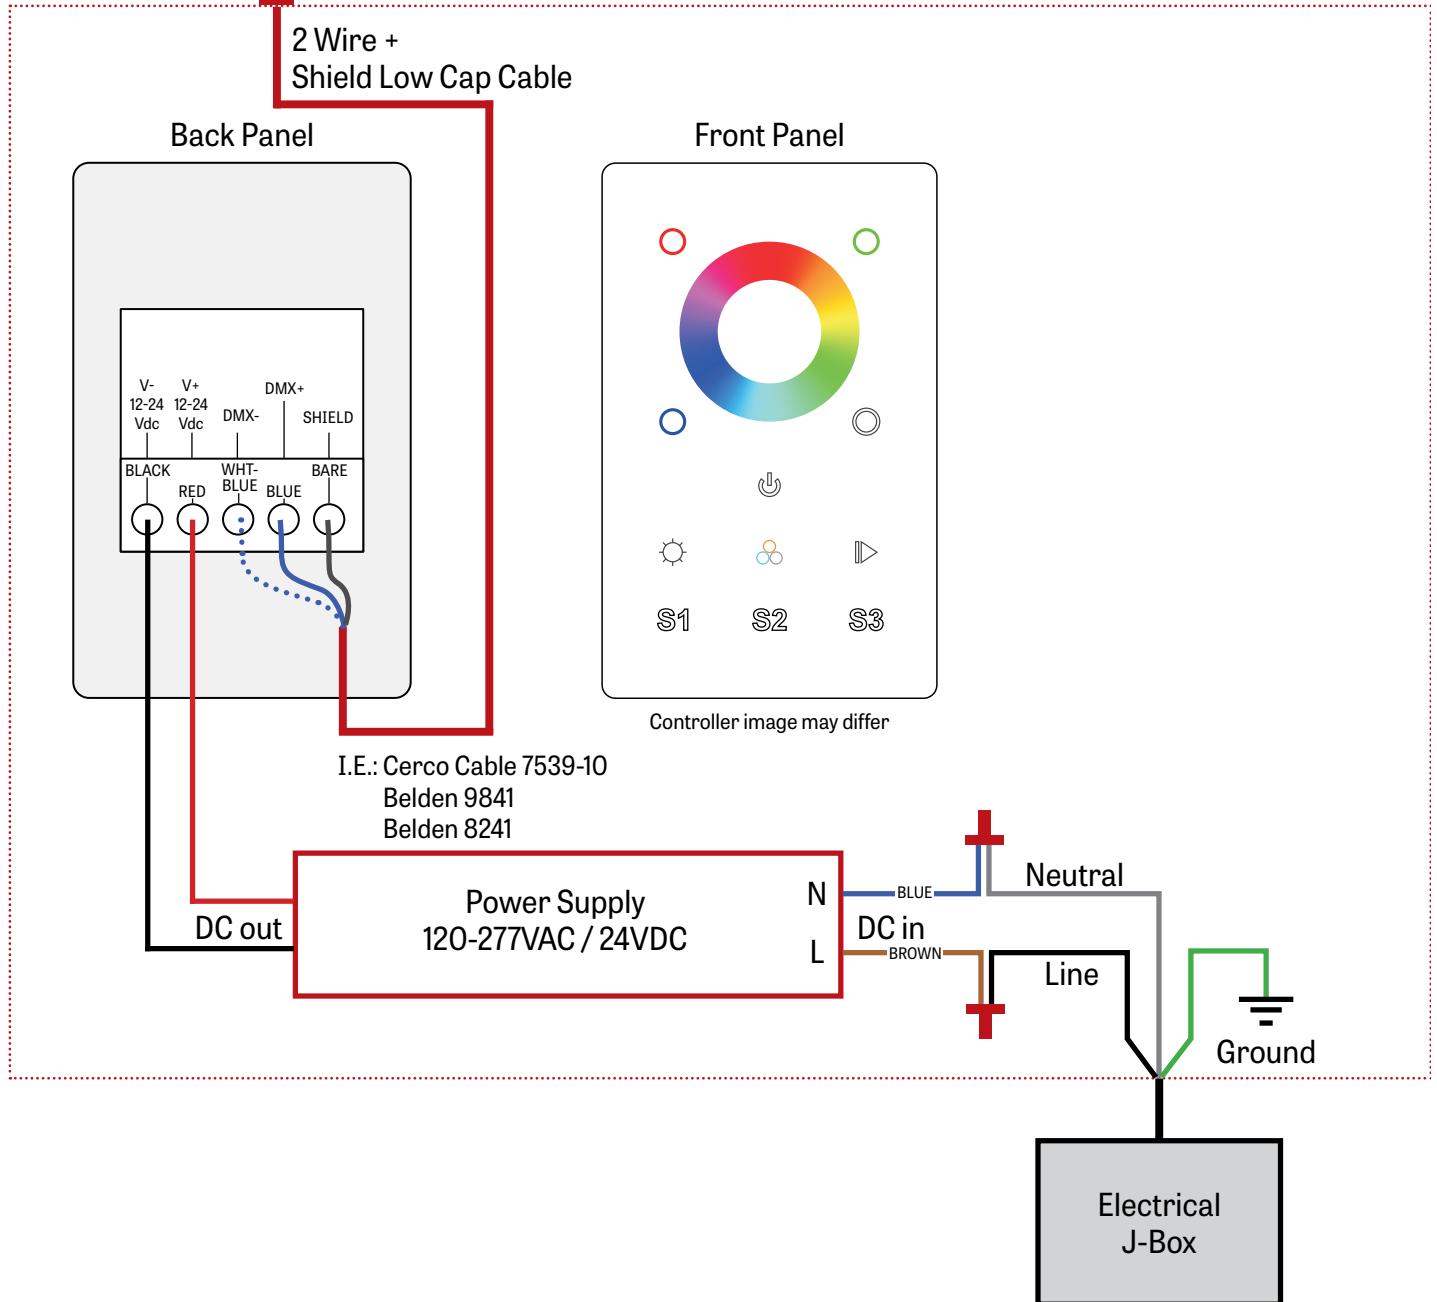 2 Wire +
Shield Low Cap Cable
Back Panel
Front Panel
V-
12-24
Vdc
V+
12-24
Vdc
DMX-
DMX+
SHIELD
BLACK
RED
WHT-
BLUE
BLUE
BARE
S1
S2
S3
Controller image may differ
I.E.: Cerco Cable 7539-10
Belden 9841
Belden 8241
Power Supply
120-277VAC / 24VDC
DC out
N
L
DC in
BLUE
BROWN
Neutral
Line
Ground
Electrical
J-Box